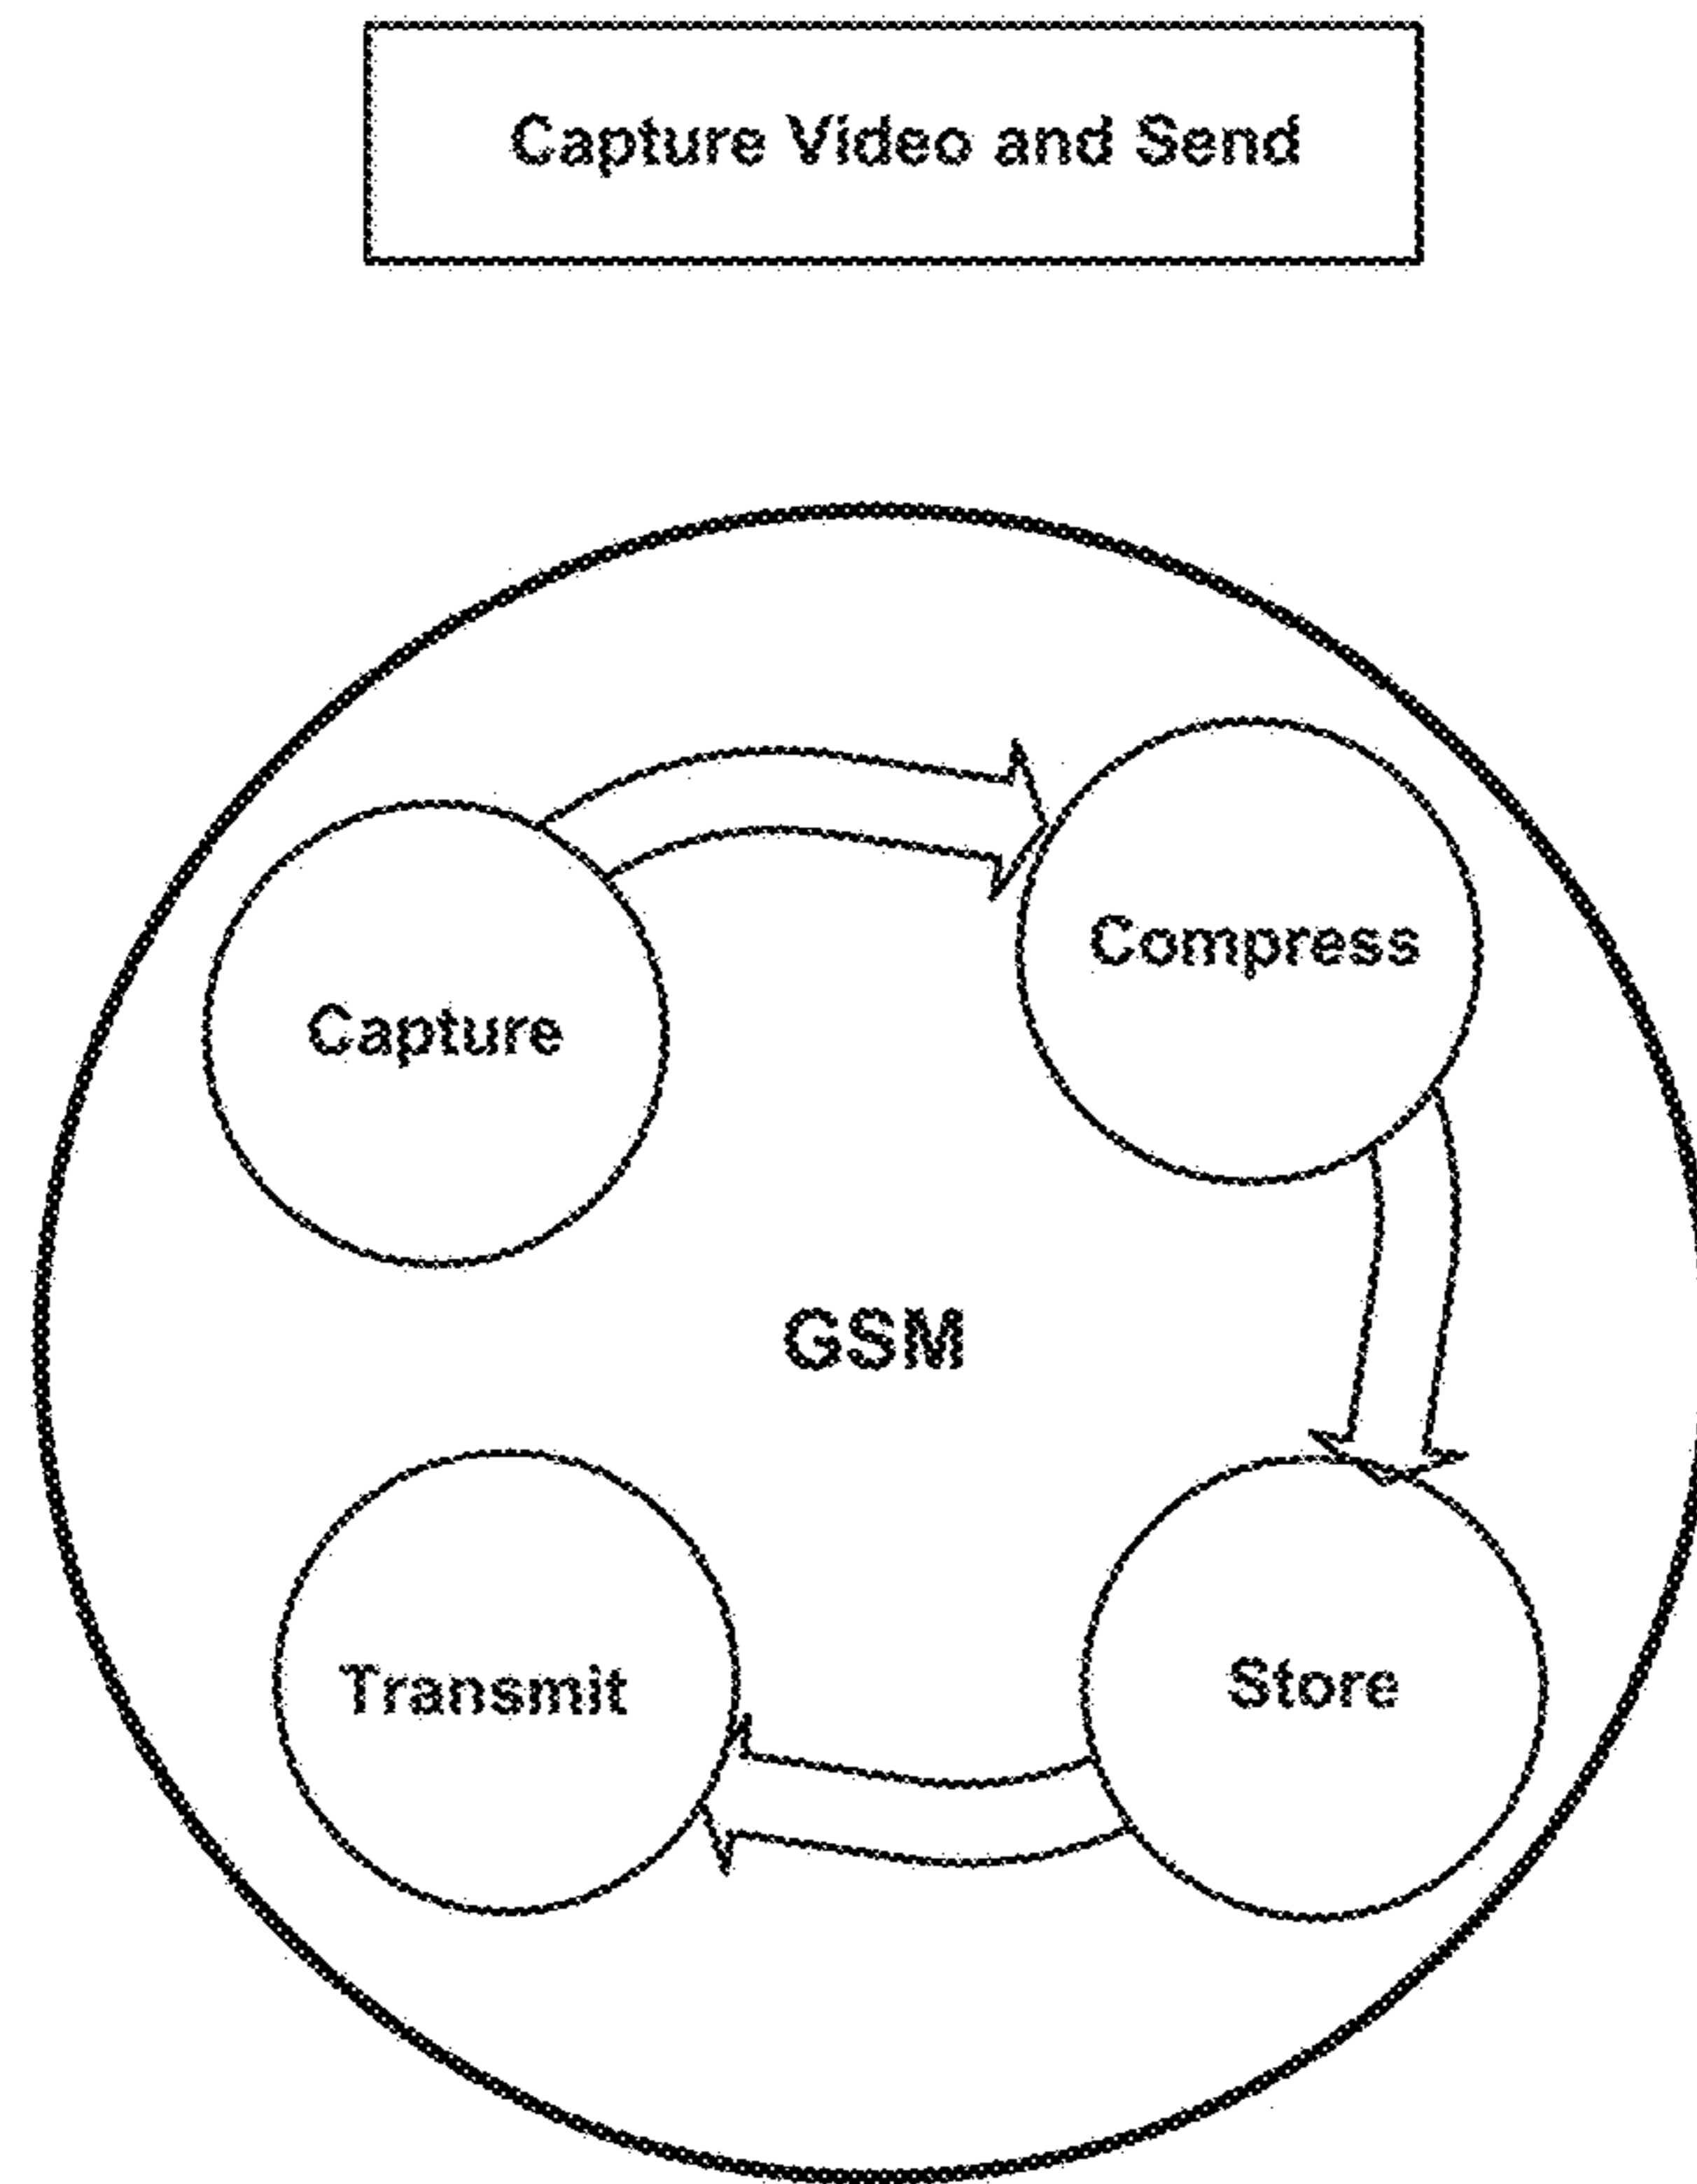 Capture Video and Send
Compress
Capture
GSM
Transmit
Store